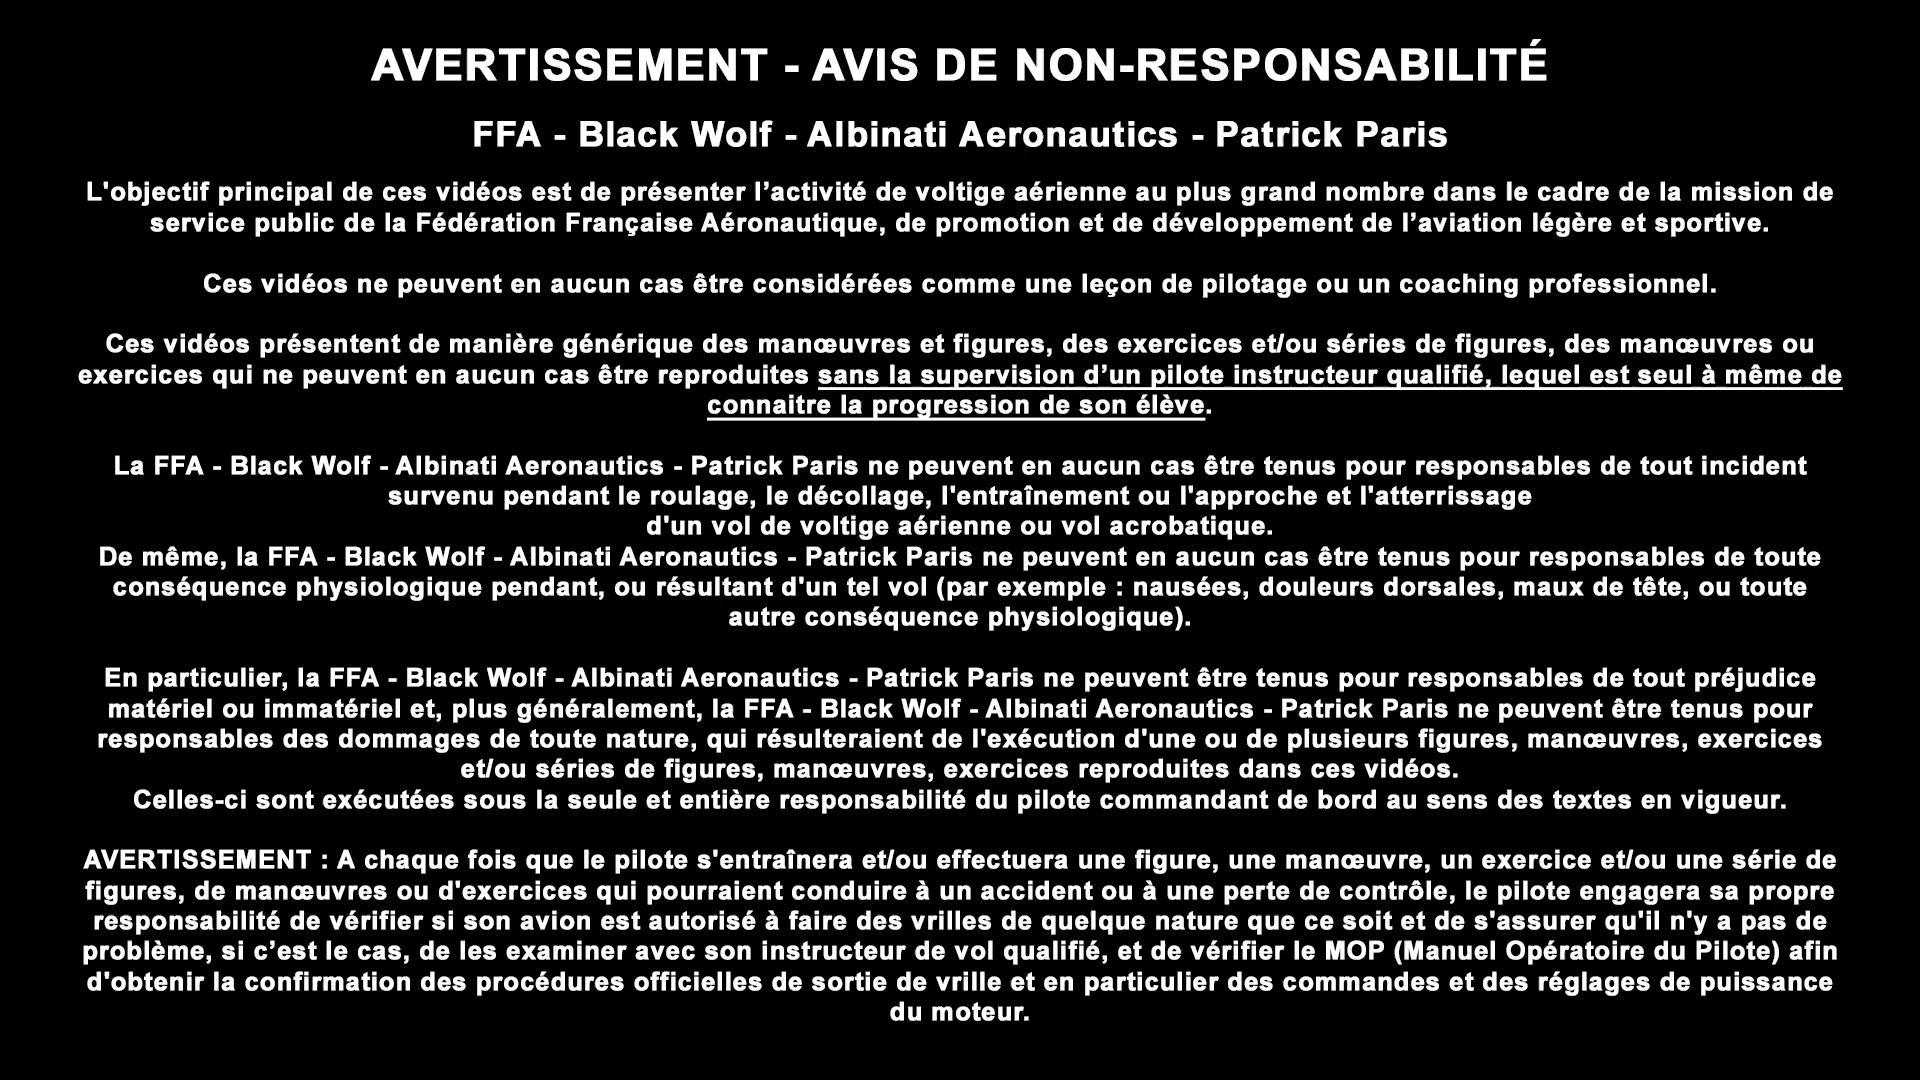 AVERTISSEMENT - AVIS DE NON-RESPONSABILITÉ
FFA - Black Wolf - Albinati Aeronautics - Patrick Paris
L'objectif principal de ces vidéos est de présenter l’activité de voltige aérienne au plus grand nombre dans le cadre de la mission de
service public de la Fédération Française Aéronautique, de promotion et de développement de l’aviation légère et sportive.
Ces vidéos ne peuvent en aucun cas être considérées comme une leçon de pilotage ou un coaching professionnel.
Ces vidéos présentent de manière générique des manœuvres et figures, des exercices et/ou séries de figures, des manœuvres ou
exercices qui ne peuvent en aucun cas être reproduites sans la supervision d’un pilote instructeur qualifié, lequel est seul à même de
connaitre la progression de son élève.
La FFA - Black Wolf - Albinati Aeronautics - Patrick Paris ne peuvent en aucun cas être tenus pour responsables de tout incident
survenu pendant le roulage, le décollage, l'entraînement ou l'approche et l'atterrissage
d'un vol de voltige aérienne ou vol acrobatique.
De même, la FFA - Black Wolf - Albinati Aeronautics - Patrick Paris ne peuvent en aucun cas être tenus pour responsables de toute
conséquence physiologique pendant, ou résultant d'un tel vol (par exemple : nausées, douleurs dorsales, maux de tête, ou toute
autre conséquence physiologique).
En particulier, la FFA - Black Wolf - Albinati Aeronautics - Patrick Paris ne peuvent être tenus pour responsables de tout préjudice
matériel ou immatériel et, plus généralement, la FFA - Black Wolf - Albinati Aeronautics - Patrick Paris ne peuvent être tenus pour
responsables des dommages de toute nature, qui résulteraient de l'exécution d'une ou de plusieurs figures, manœuvres, exercices
et/ou séries de figures, manœuvres, exercices reproduites dans ces vidéos.
Celles-ci sont exécutées sous la seule et entière responsabilité du pilote commandant de bord au sens des textes en vigueur.
AVERTISSEMENT : A chaque fois que le pilote s'entraînera et/ou effectuera une figure, une manœuvre, un exercice et/ou une série de
figures, de manœuvres ou d'exercices qui pourraient conduire à un accident ou à une perte de contrôle, le pilote engagera sa propre
responsabilité de vérifier si son avion est autorisé à faire des vrilles de quelque nature que ce soit et de s'assurer qu'il n'y a pas de
problème, si c’est le cas, de les examiner avec son instructeur de vol qualifié, et de vérifier le MOP (Manuel Opératoire du Pilote) afin
d'obtenir la confirmation des procédures officielles de sortie de vrille et en particulier des commandes et des réglages de puissance
du moteur.